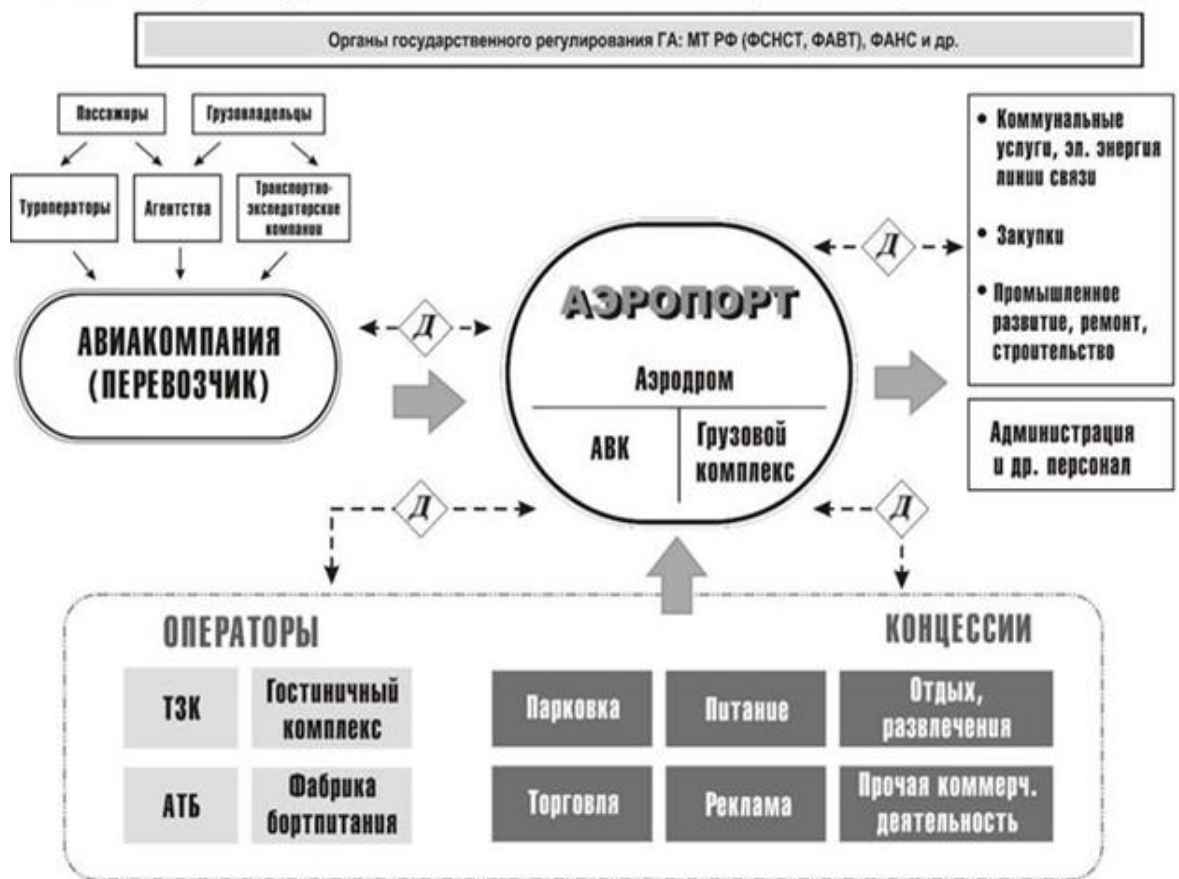 Органы государственного регулирования ГА: МТ РФ (ФСНСТ, ФАВТ), ФАНС и др.
Пассажиры
Грузовладельцы
Туроператоры
Агентства
Транспортно-
экспедиторские
компании
АВИАКОМПАНИЯ
(ПЕРЕВОЗЧИК)
Д
АЭРОПОРТ
Аэродром
АВК
Грузовой
комплекс
Д
• Коммунальные
услуги, эл. энергия
линии связи
• Закупки
• Промышленное
развитие, ремонт,
строительство
Администрация
и др. персонал
Д
Д
ОПЕРАТОРЫ
КОНЦЕССИИ
ТЗК
Гостиничный
комплекс
Парковка
Питание
Отдых,
развлечения
АТБ
Фабрика
бортпитания
Торговля
Реклама
Прочая коммерч.
деятельность